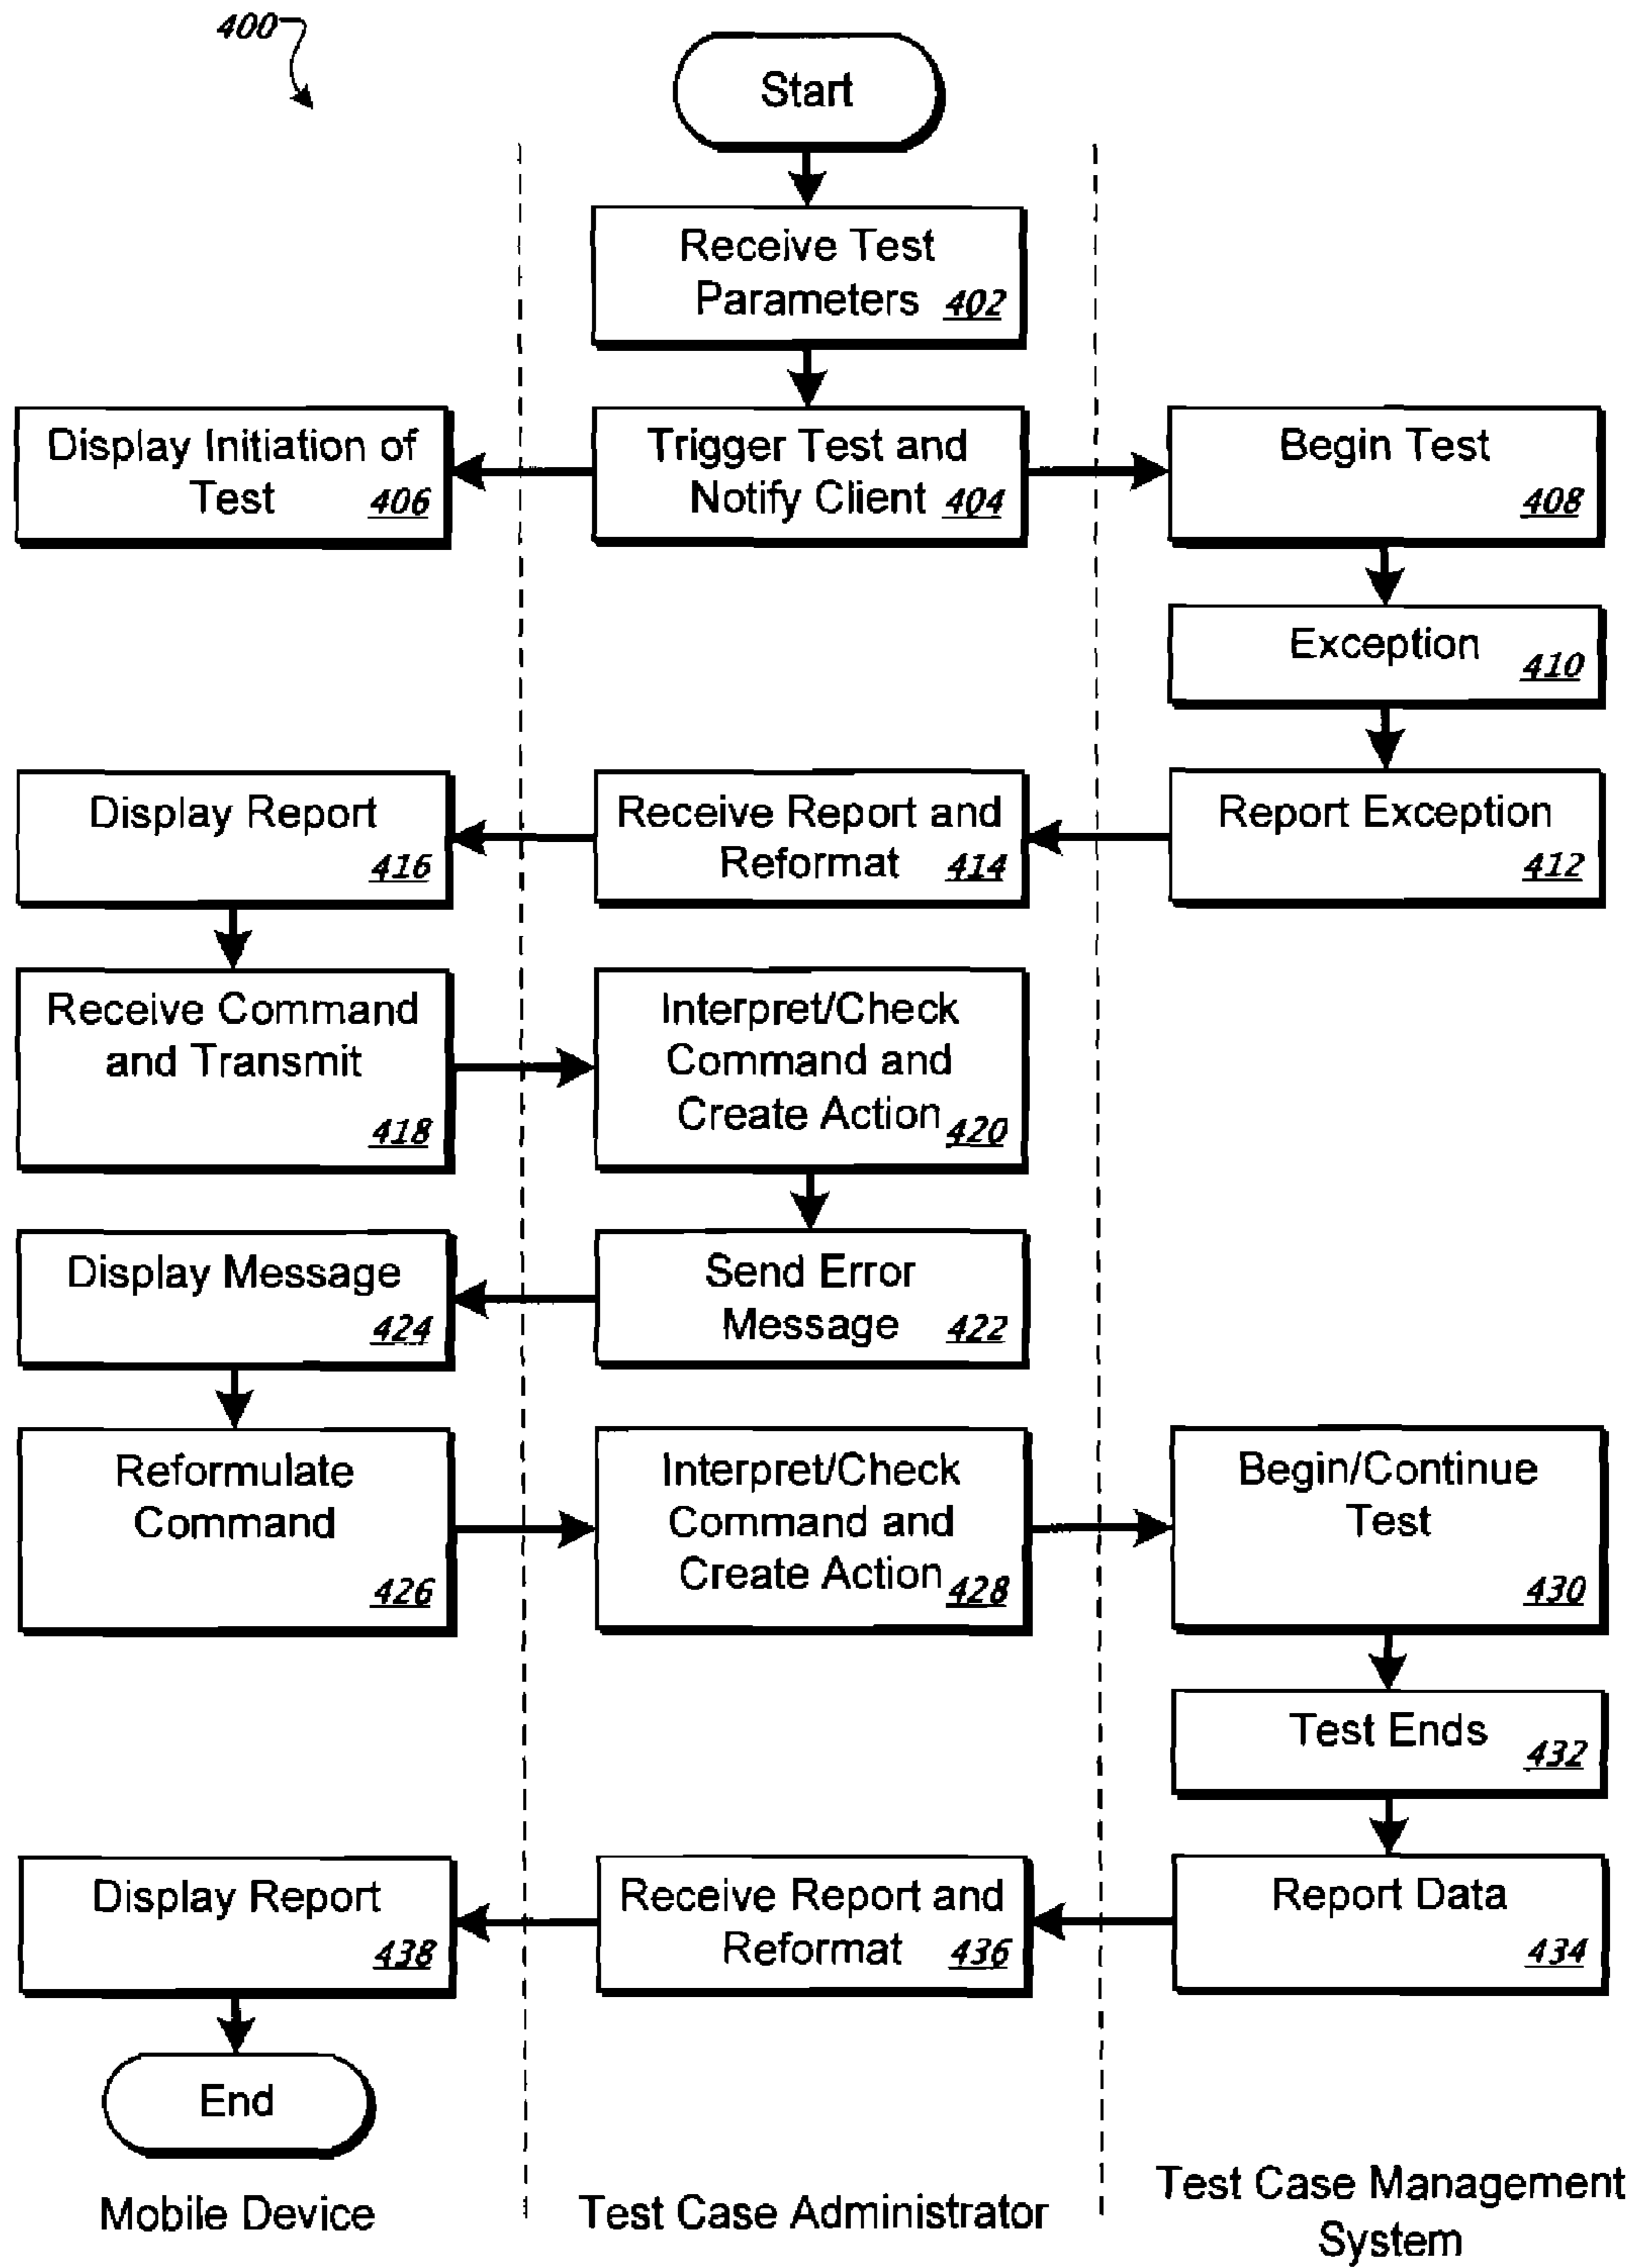 400
Start
Receive Test
Parameters 402
Display Initiation of
Test 406
Trigger Test and
Notify Client 404
Begin Test
408
Exception
410
Report Exception
412
Receive Report and
Reformat 414
Display Report
416
Receive Command
and Transmit
418
Interpret/Check
Command and
Create Action 420
Send Error
Message 422
Display Message
424
Reformulate
Command
426
Interpret/Check
Command and
Create Action 428
Begin/Continue
Test
430
Test Ends
432
Report Data
434
Receive Report and
Reformat 436
Display Report
438
End
Mobile Device
Test Case Administrator
Test Case Management
System